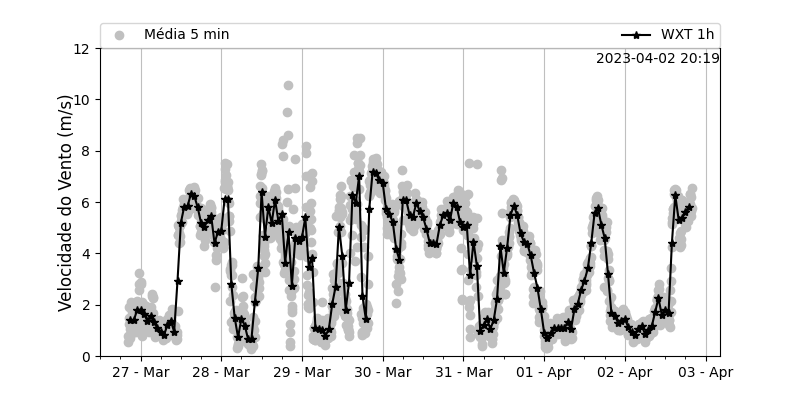 Média 5 min
WXT 1h
2023-04-02 20:19
Velocidade do Vento (m/s)
12
10
8
6
4
2
0
27 - Mar
28 - Mar
29 - Mar
30 - Mar
31 - Mar
01 - Apr
02 - Apr
03 - Apr